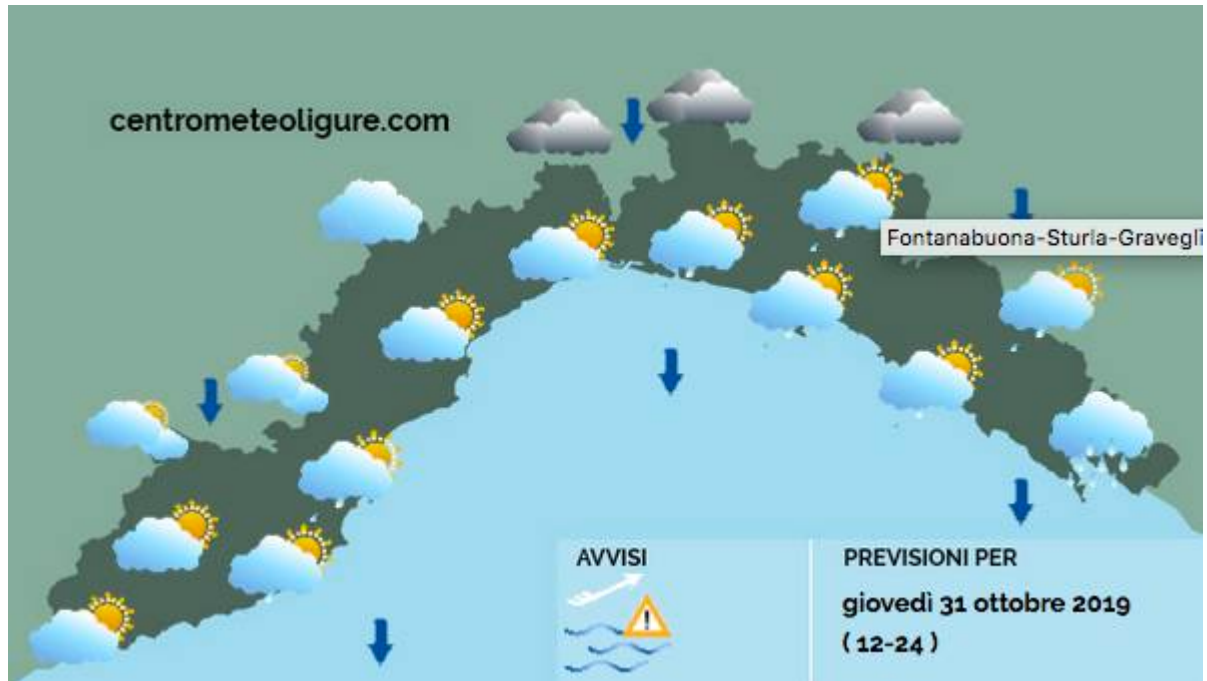 centrometeoligure.com
Fontanabuona-Sturla-Gravegli
AVVISI
PREVISIONI PER
giovedì 31 ottobre 2019
( 12-24 )